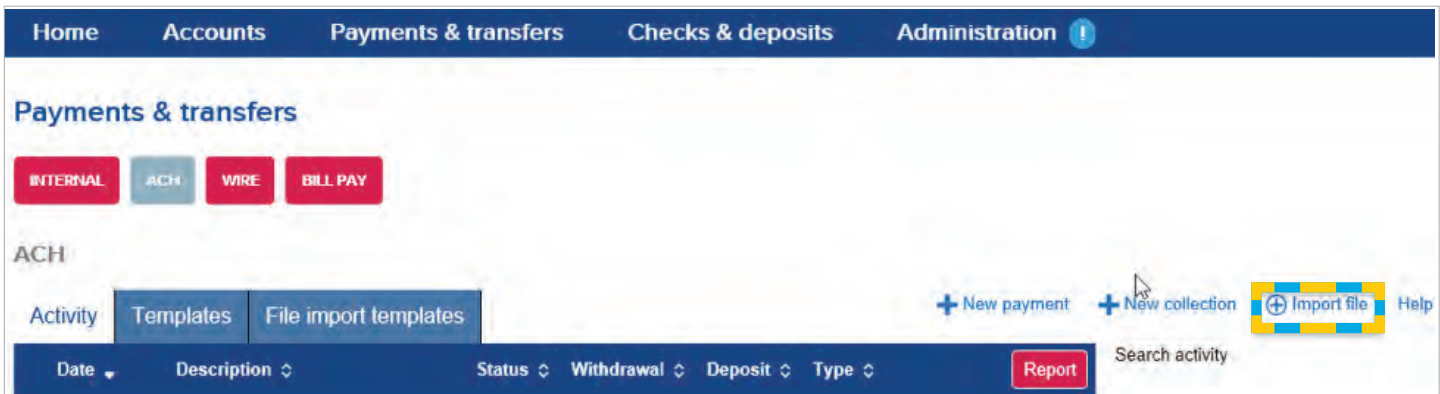 Home Accounts Payments & transfers Checks & deposits Administration !
Payments & transfers
INTERNAL ACH WIRE BILL PAY
ACH
Activity Templates File import templates New payment New collection Import file Help
Date Description Status Withdrawal Deposit Type Report Search activity